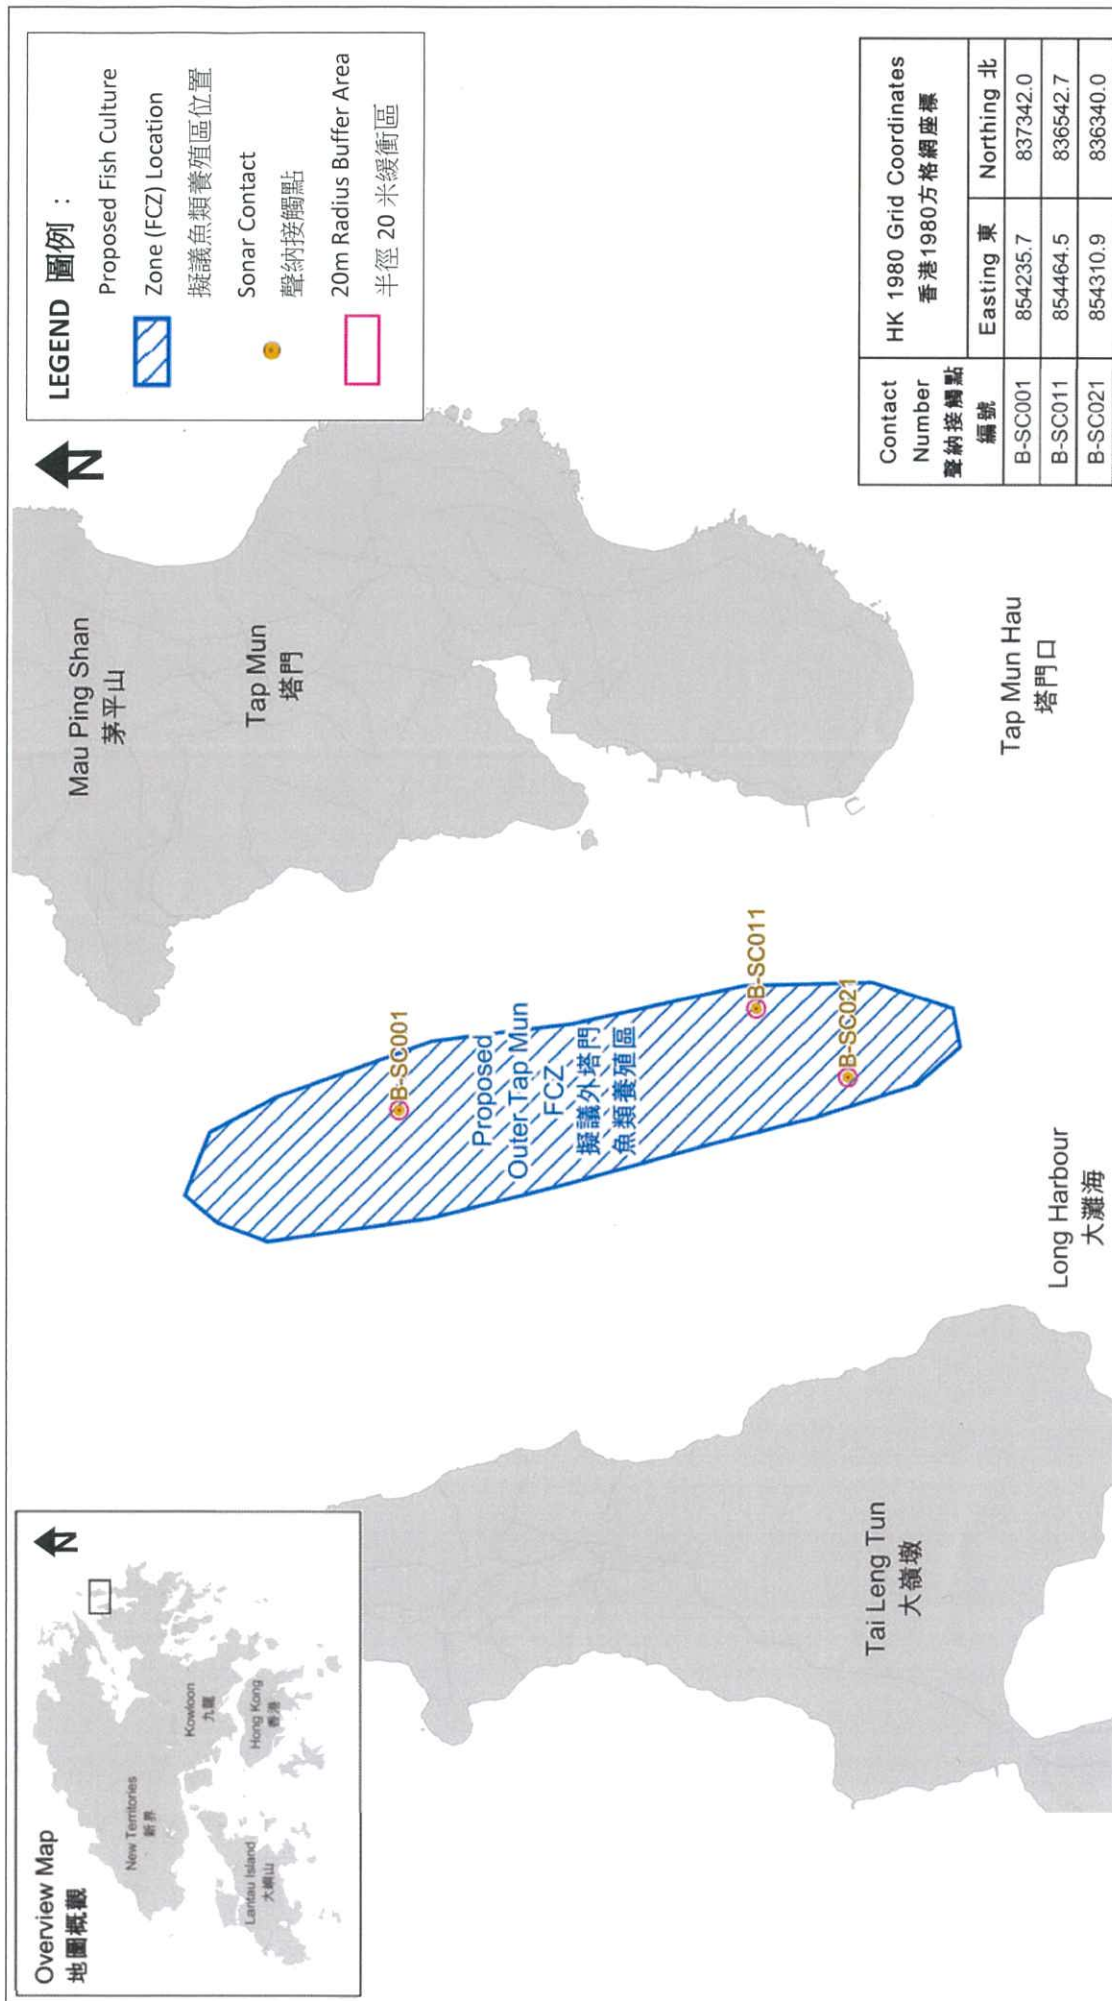 Overview Map
地圖概觀
N
New Territories
新界
Kowloon
九龍
Lantau Island
大嶼山
Hong Kong
香港
Mau Ping Shan
茅平山
Tap Mun
塔門
N
LEGEND 圖例 :
Proposed Fish Culture
Zone (FCZ) Location
擬議魚類養殖區位置
Sonar Contact
聲納接觸點
20m Radius Buffer Area
半徑 20 米緩衝區
B-SC001
Proposed
Outer Tap Mun
FCZ
擬議外塔門
魚類養殖區
B-SC011
B-SC021
Tai Leng Tun
大嶺墩
Long Harbour
大灘海
Tap Mun Hau
塔門口
Contact
Number
聲納接觸點
編號
HK 1980 Grid Coordinates
香港1980方格網座標
Easting 東
Northing 北
B-SC001 854235.7 837342.0
B-SC011 854464.5 836542.7
B-SC021 854310.9 836340.0